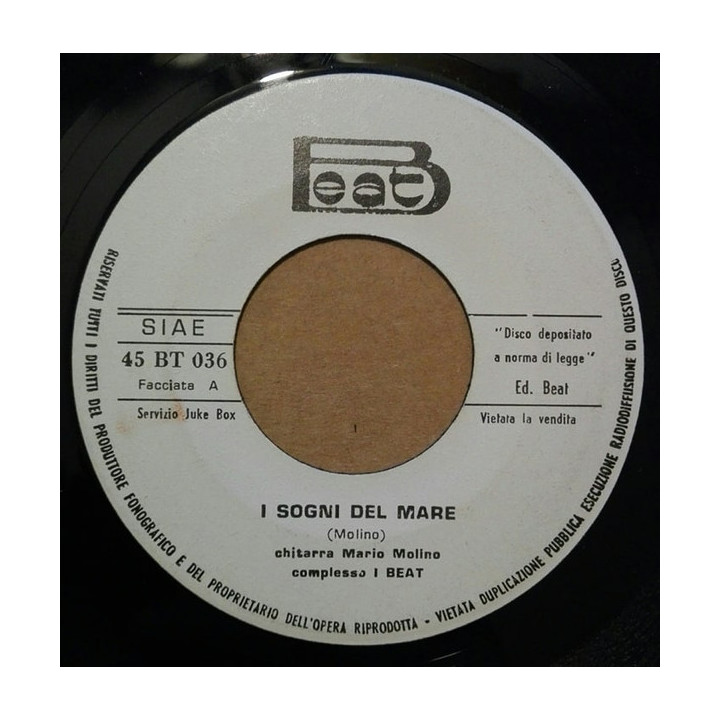 Beat
SIAE
45 BT 036
Facciata A
Servizio Juke Box
"Disco depositato
a norma di legge"
Ed. Beat
Vietata la vendita
I SOGNI DEL MARE
(Molino)
chitarra Mario Molino
complesso I BEAT
RISERVATI TUTTI I DIRITTI DEL PRODUTTORE FONOGRAFICO E DEL PROPRIETARIO DELL'OPERA RIPRODOTTA - VIETATA DUPLICAZIONE PUBBLICA ESECUZIONE RADIODIFFUSIONE DI QUESTO DISCO